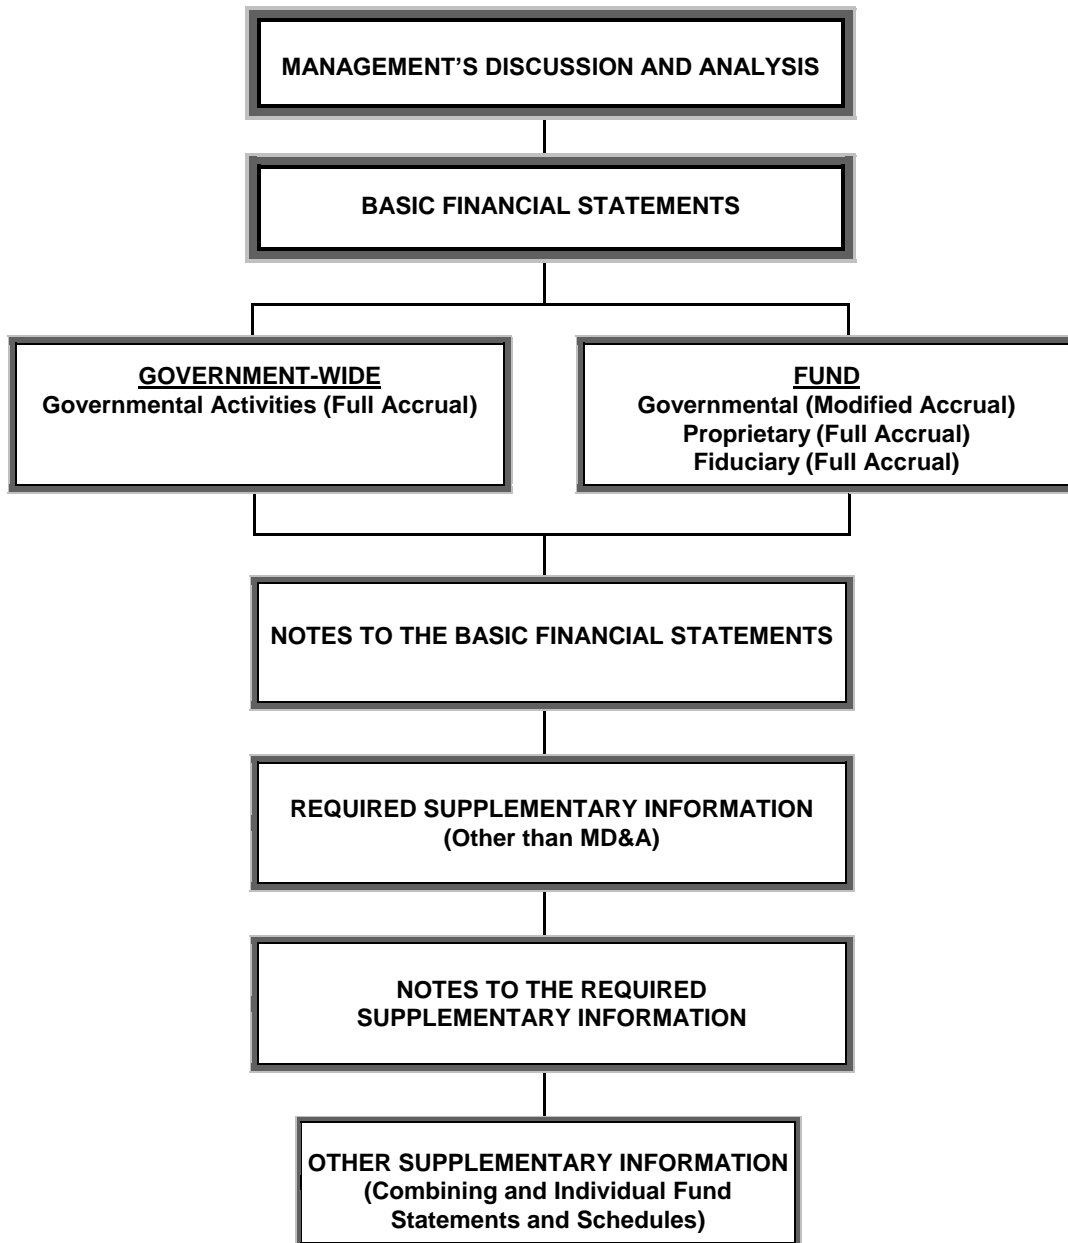 MANAGEMENT’S DISCUSSION AND ANALYSIS
BASIC FINANCIAL STATEMENTS
GOVERNMENT-WIDE
Governmental Activities (Full Accrual)
FUND
Governmental (Modified Accrual)
Proprietary (Full Accrual)
Fiduciary (Full Accrual)
NOTES TO THE BASIC FINANCIAL STATEMENTS
REQUIRED SUPPLEMENTARY INFORMATION
(Other than MD&A)
NOTES TO THE REQUIRED
SUPPLEMENTARY INFORMATION
OTHER SUPPLEMENTARY INFORMATION
(Combining and Individual Fund
Statements and Schedules)